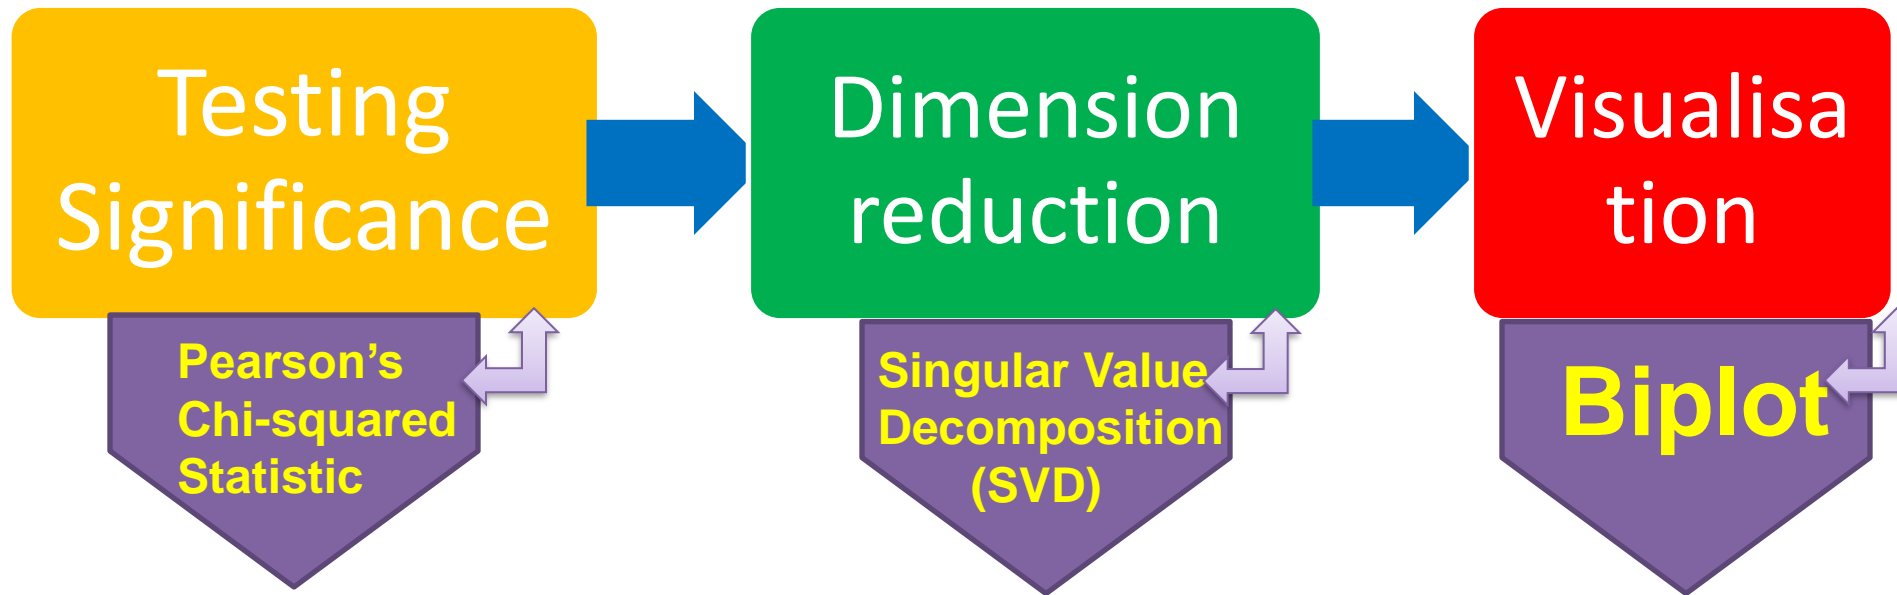 Testing
Significance
Dimension
reduction
Visualisa
tion
Pearson’s
Chi-squared
Statistic
Singular Value
Decomposition
(SVD)
Biplot